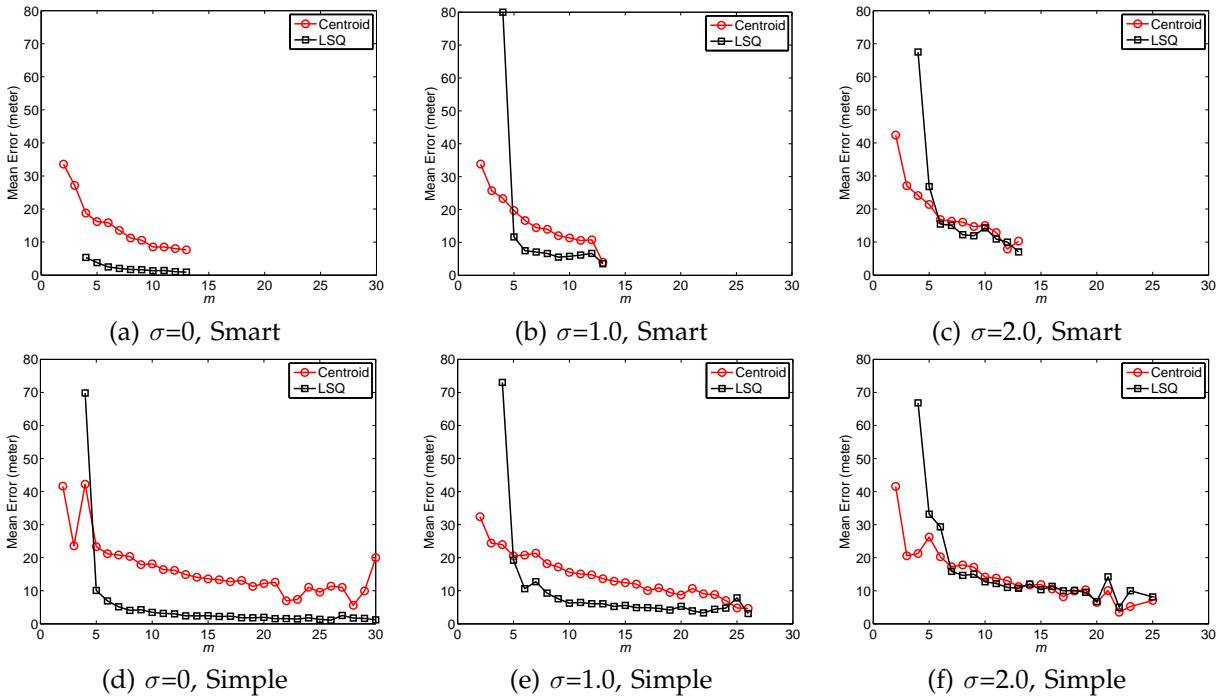 80
70
60
50
40
30
20
10
0
Mean Error (meter)
0 5 10 15 20 25 30
m
Centroid
LSQ
(a) σ=0, Smart
80
70
60
50
40
30
20
10
0
Mean Error (meter)
0 5 10 15 20 25 30
m
Centroid
LSQ
(b) σ=1.0, Smart
80
70
60
50
40
30
20
10
0
Mean Error (meter)
0 5 10 15 20 25 30
m
Centroid
LSQ
(c) σ=2.0, Smart
80
70
60
50
40
30
20
10
0
Mean Error (meter)
0 5 10 15 20 25 30
m
Centroid
LSQ
(d) σ=0, Simple
80
70
60
50
40
30
20
10
0
Mean Error (meter)
0 5 10 15 20 25 30
m
Centroid
LSQ
(e) σ=1.0, Simple
80
70
60
50
40
30
20
10
0
Mean Error (meter)
0 5 10 15 20 25 30
m
Centroid
LSQ
(f) σ=2.0, Simple